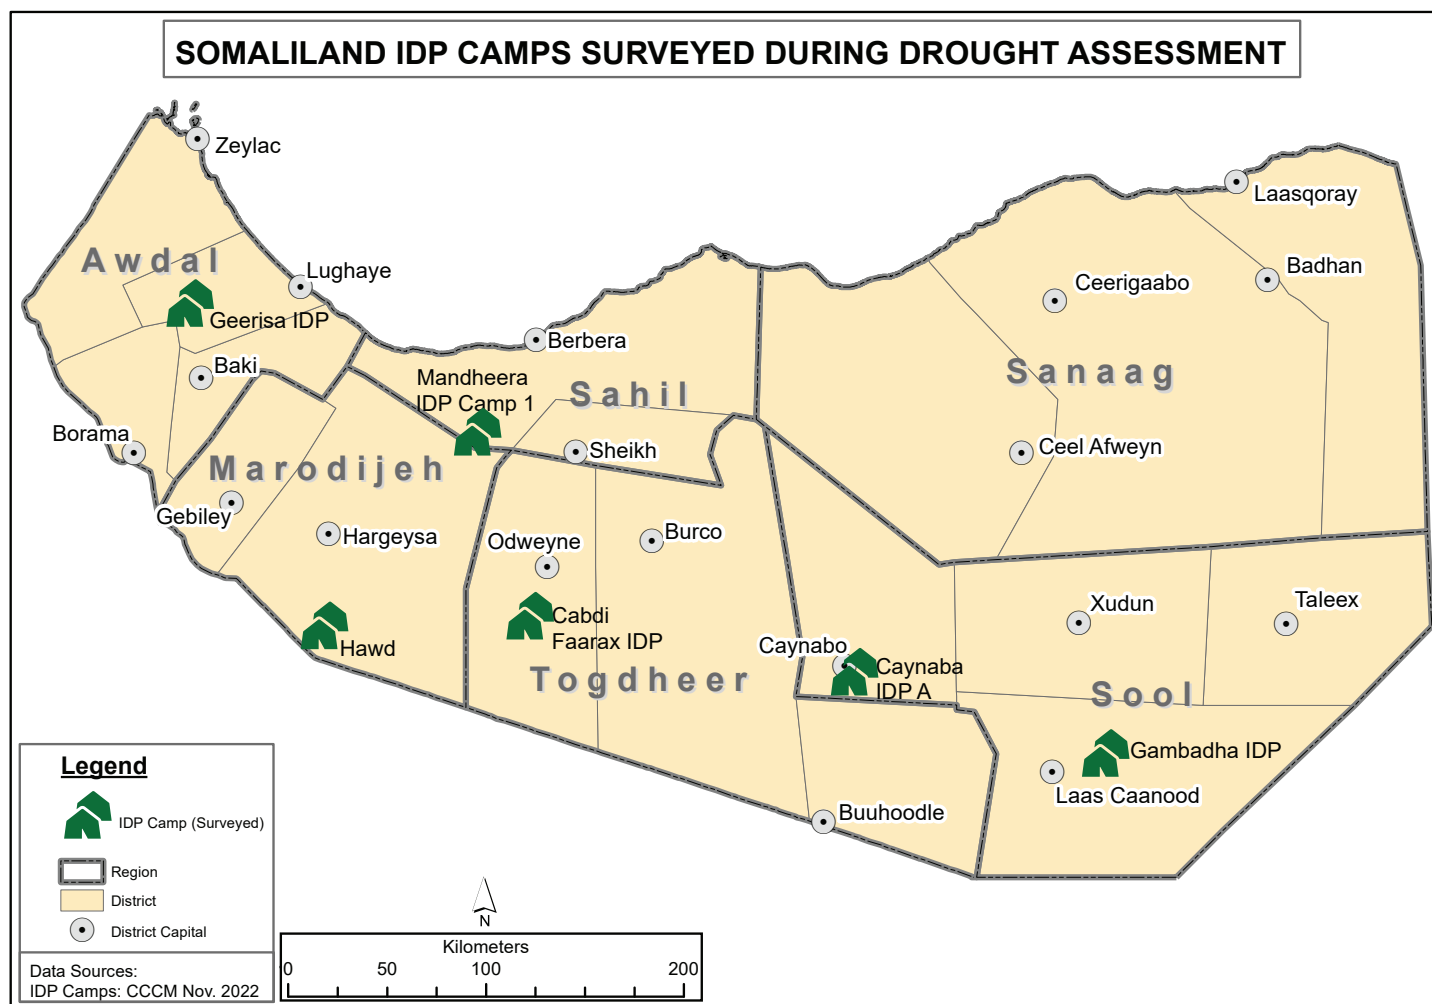 SOMALILAND IDP CAMPS SURVEYED DURING DROUGHT ASSESSMENT
Zeylac
Laasqoray
Awdal
Lughaye
Badhan
Ceerigaabo
Geerisa IDP
Berbera
Baki
Mandheera
IDP Camp 1
Sahil
Sanaag
Borama
Sheikh
Ceel Afweyn
Marodijeh
Gebiley
Hargeysa
Odweyne
Burco
Xudun
Taleex
Cabdi
Faarax IDP
Hawd
Caynabo
Caynaba
IDP A
Togdheer
Sool
Gambadha IDP
Laas Caanood
Buuhoodle
Legend
IDP Camp (Surveyed)
Region
District
District Capital
Data Sources:
IDP Camps: CCCM Nov. 2022
N
Kilometers
0 50 100 200